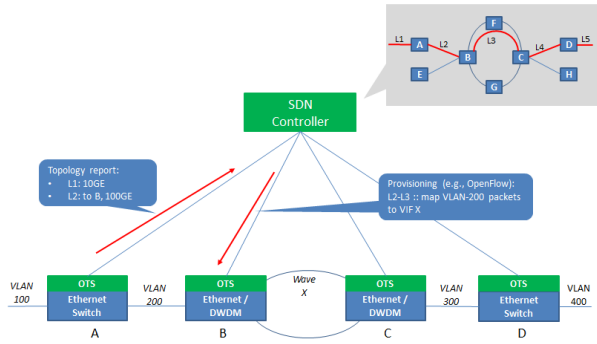 F
L1
A
L3
L4
D
L5
L2
B
C
E
G
H
SDN
Controller
Topology report:
• L1: 10GE
• L2: to B, 100GE
Provisioning (e.g., OpenFlow):
L2-L3 :: map VLAN-200 packets
to VIF X
VLAN
100
OTS
Ethernet
Switch
A
VLAN
200
OTS
Ethernet /
DWDM
B
Wave
X
OTS
Ethernet /
DWDM
C
VLAN
300
OTS
Ethernet
Switch
D
VLAN
400